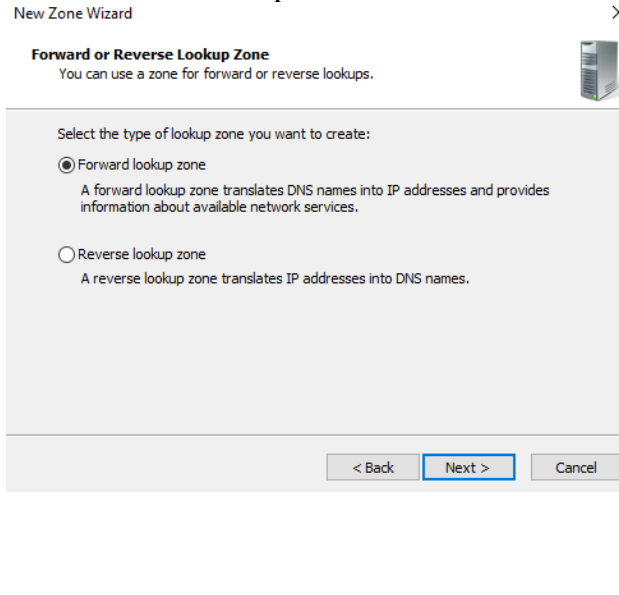 New Zone Wizard
Forward or Reverse Lookup Zone
You can use a zone for forward or reverse lookups.
Select the type of lookup zone you want to create:
Forward lookup zone
A forward lookup zone translates DNS names into IP addresses and provides
information about available network services.
Reverse lookup zone
A reverse lookup zone translates IP addresses into DNS names.
< Back Next > Cancel